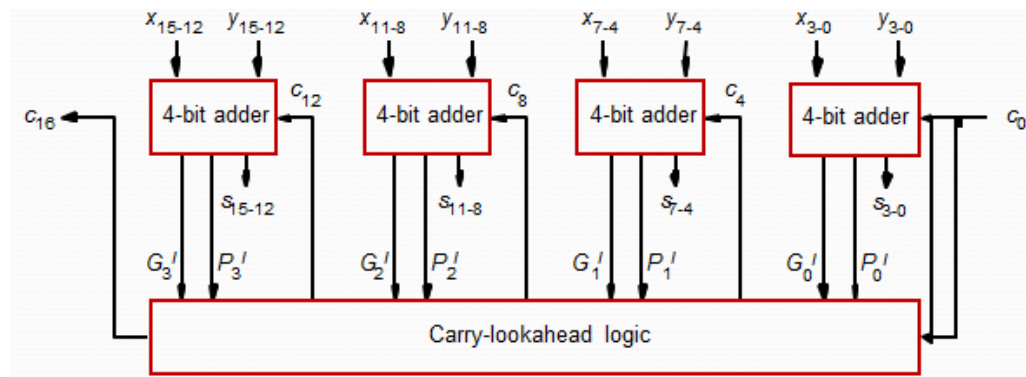 x15-12 y15-12 x11-8 y11-8 x7-4 y7-4 x3-0 y3-0
c12 c8 c4
c16 4-bit adder 4-bit adder 4-bit adder 4-bit adder c0
s15-12 s11-8 s7-4 s3-0
G3I P3I G2I P2I G1I P1I G0I P0I
Carry-lookahead logic